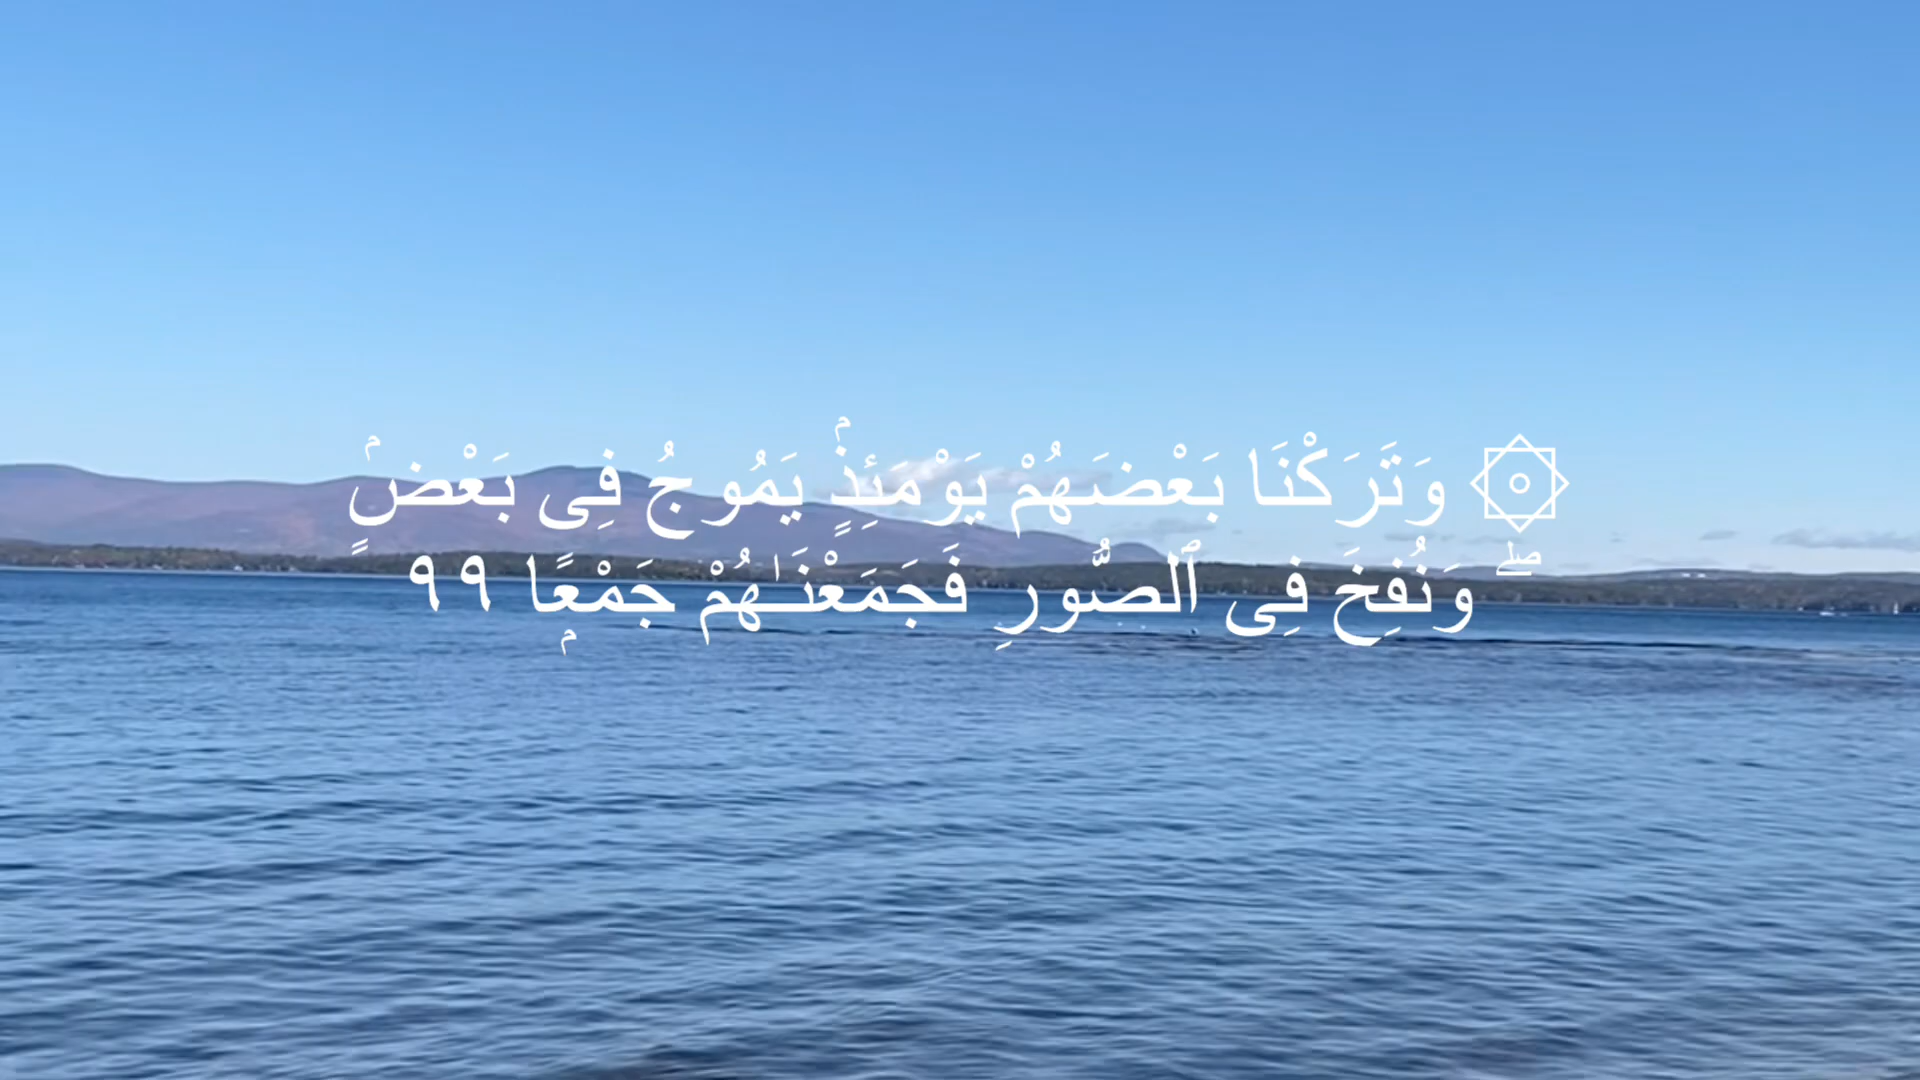 ۞ وَتَرَكْنَا بَعْضَهُمْ يَوْمَئِذٍۢ يَمُوجُ فِى بَعْضٍۢ
ۖ وَنُفِخَ فِى ٱلصُّورِ فَجَمَعْنَـٰهُمْ جَمْعًۭا ٩٩